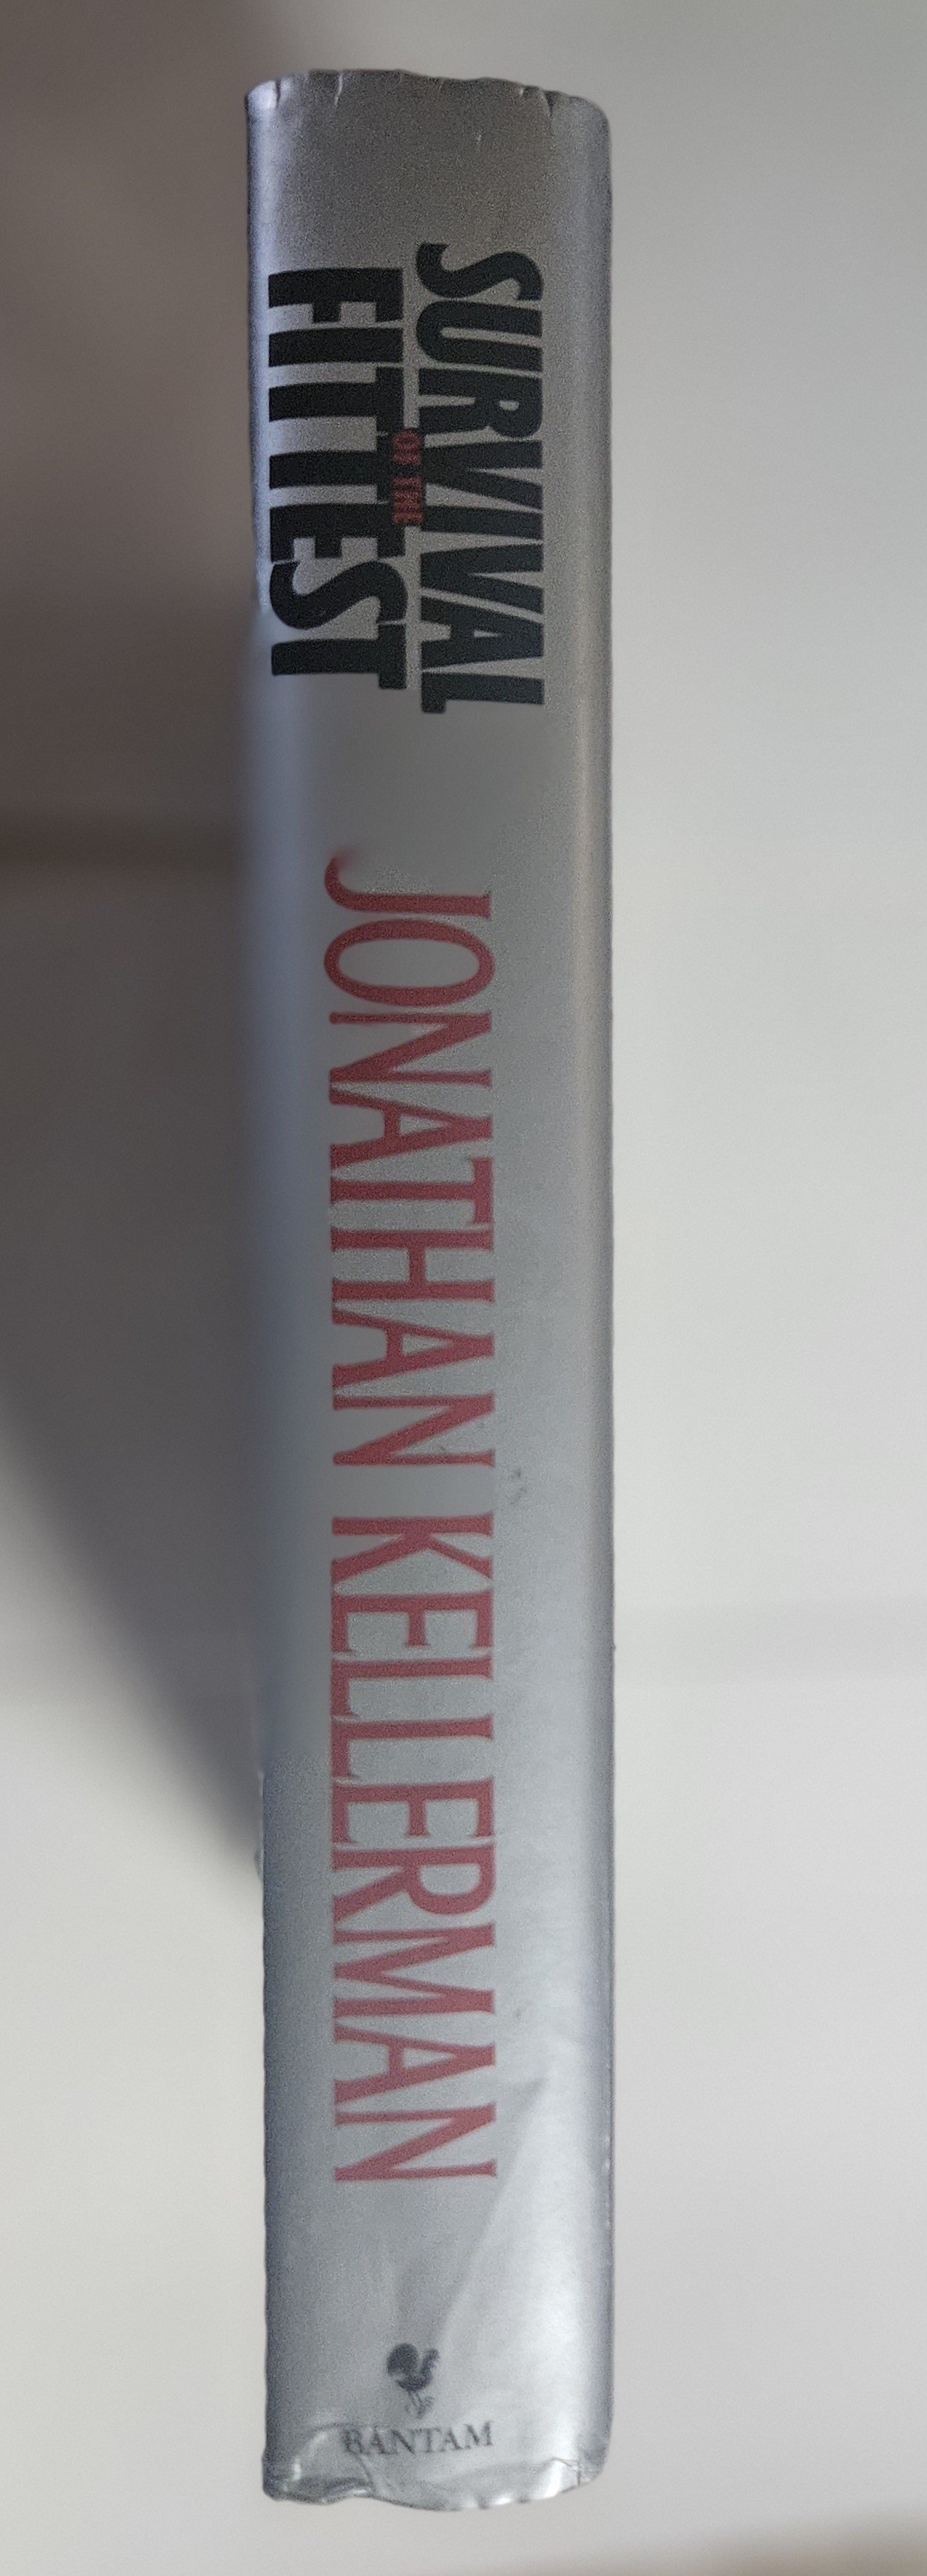 SURVIVAL
OF THE
FITTEST
JONATHAN KELLERMAN
BANTAM